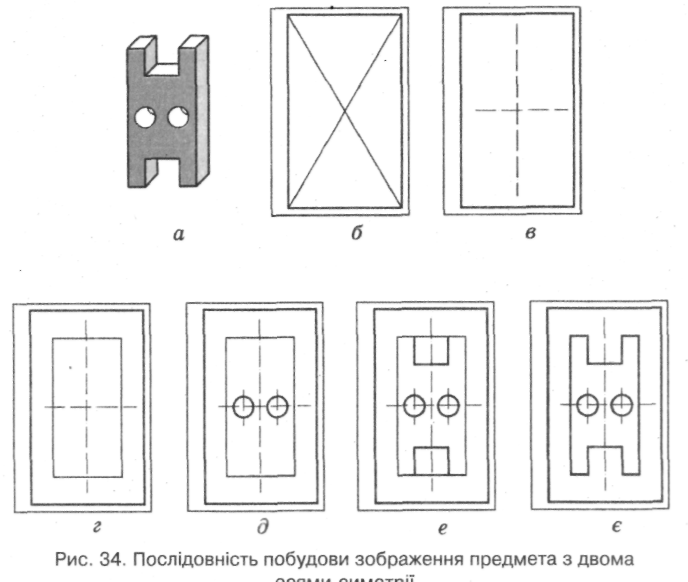 а
б
в
г
д
е
є
Рис. 34. Послідовність побудови зображення предмета з двома
осями симетрії